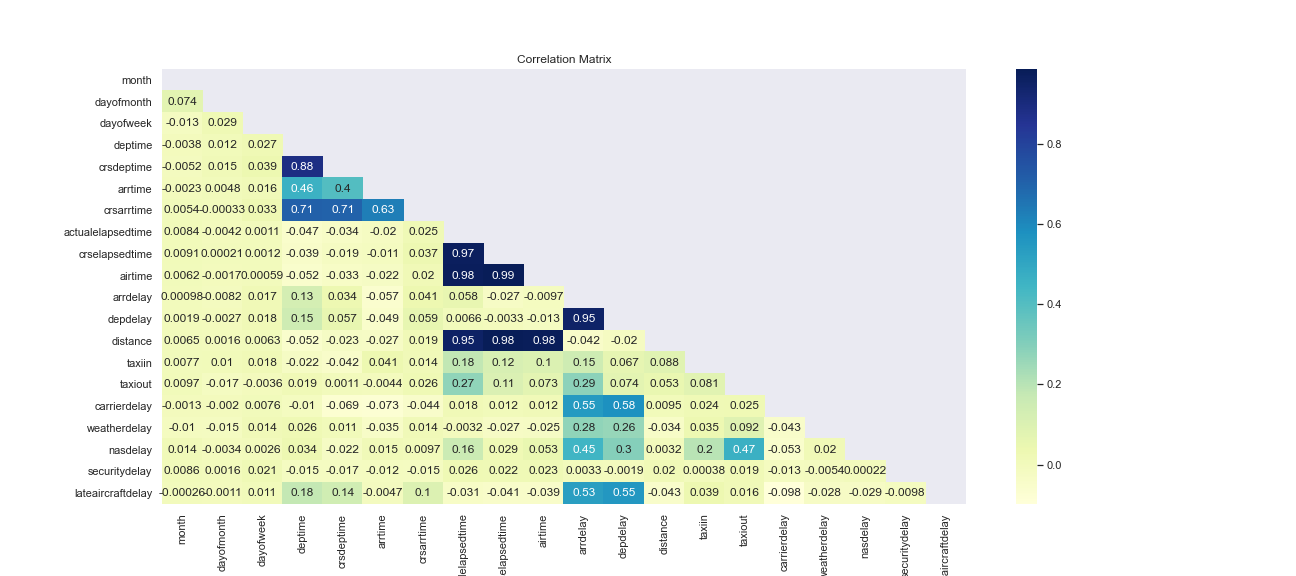 Correlation Matrix
month
dayofmonth 0.074
dayofweek -0.013 0.029
deptime -0.0038 0.012 0.027
crsdeptime -0.0052 0.015 0.039 0.88
arrtime -0.0023 0.0048 0.016 0.46 0.4
crsarrtime 0.0054 -0.00033 0.033 0.71 0.71 0.63
actualelapsedtime 0.0084 -0.0042 0.0011 -0.047 -0.034 -0.02 0.025
crselapsedtime 0.0091 0.00021 0.0012 -0.039 -0.019 -0.011 0.037 0.97
airtime 0.0062 -0.0017 0.00059 -0.052 -0.033 -0.022 0.02 0.98 0.99
arrdelay 0.00098 -0.0082 0.017 0.13 0.034 -0.057 0.041 0.058 -0.027 -0.0097
depdelay 0.0019 -0.0027 0.018 0.15 0.057 -0.049 0.059 0.0066 -0.0033 -0.013 0.95
distance 0.0065 0.0016 0.0063 -0.052 -0.023 -0.027 0.019 0.95 0.98 0.98 -0.042 -0.02
taxiin 0.0077 0.01 0.018 -0.022 -0.042 0.041 0.014 0.18 0.12 0.1 0.15 0.067 0.088
taxiout 0.0097 -0.017 -0.0036 0.019 0.0011 -0.0044 0.026 0.27 0.11 0.073 0.29 0.074 0.053 0.081
carrierdelay -0.0013 -0.002 0.0076 -0.01 -0.069 -0.073 -0.044 0.018 0.012 0.012 0.55 0.58 0.0095 0.024 0.025
weatherdelay -0.01 -0.015 0.014 0.026 0.011 -0.035 0.014 -0.0032 -0.027 -0.025 0.28 0.26 -0.034 0.035 0.092 -0.043
nasdelay 0.014 -0.0034 0.0026 0.034 -0.022 0.015 0.0097 0.16 0.029 0.053 0.45 0.3 0.0032 0.2 0.47 -0.053 0.02
securitydelay 0.0086 0.0016 0.021 -0.015 -0.017 -0.012 -0.015 0.026 0.022 0.023 0.0033 -0.0019 0.02 0.00038 0.019 -0.013 -0.0054 0.00022
lateaircraftdelay -0.00026 -0.0011 0.011 0.18 0.14 -0.0047 0.1 -0.031 -0.041 -0.039 0.53 0.55 -0.043 0.039 0.016 -0.098 -0.028 -0.029 -0.0098
month
dayofmonth
dayofweek
deptime
crsdeptime
arrtime
crsarrtime
lelapsedtime
elapsedtime
airtime
arrdelay
depdelay
distance
taxiin
taxiout
carrierdelay
weatherdelay
nasdelay
securitydelay
aircraftdelay
0.8
0.6
0.4
0.2
0.0